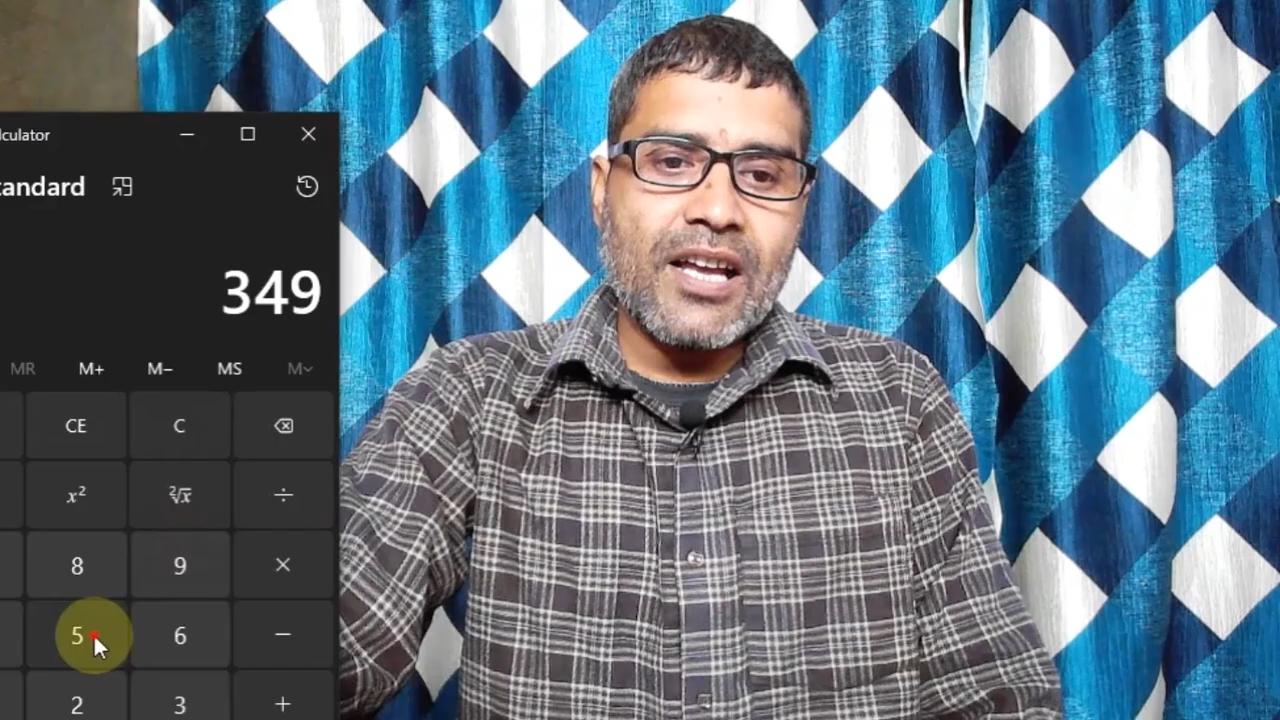 lculator
tandard
349
MR M+ M− MS M
CE C
x² ²√x ÷
8 9 ×
5 6 −
2 3 +